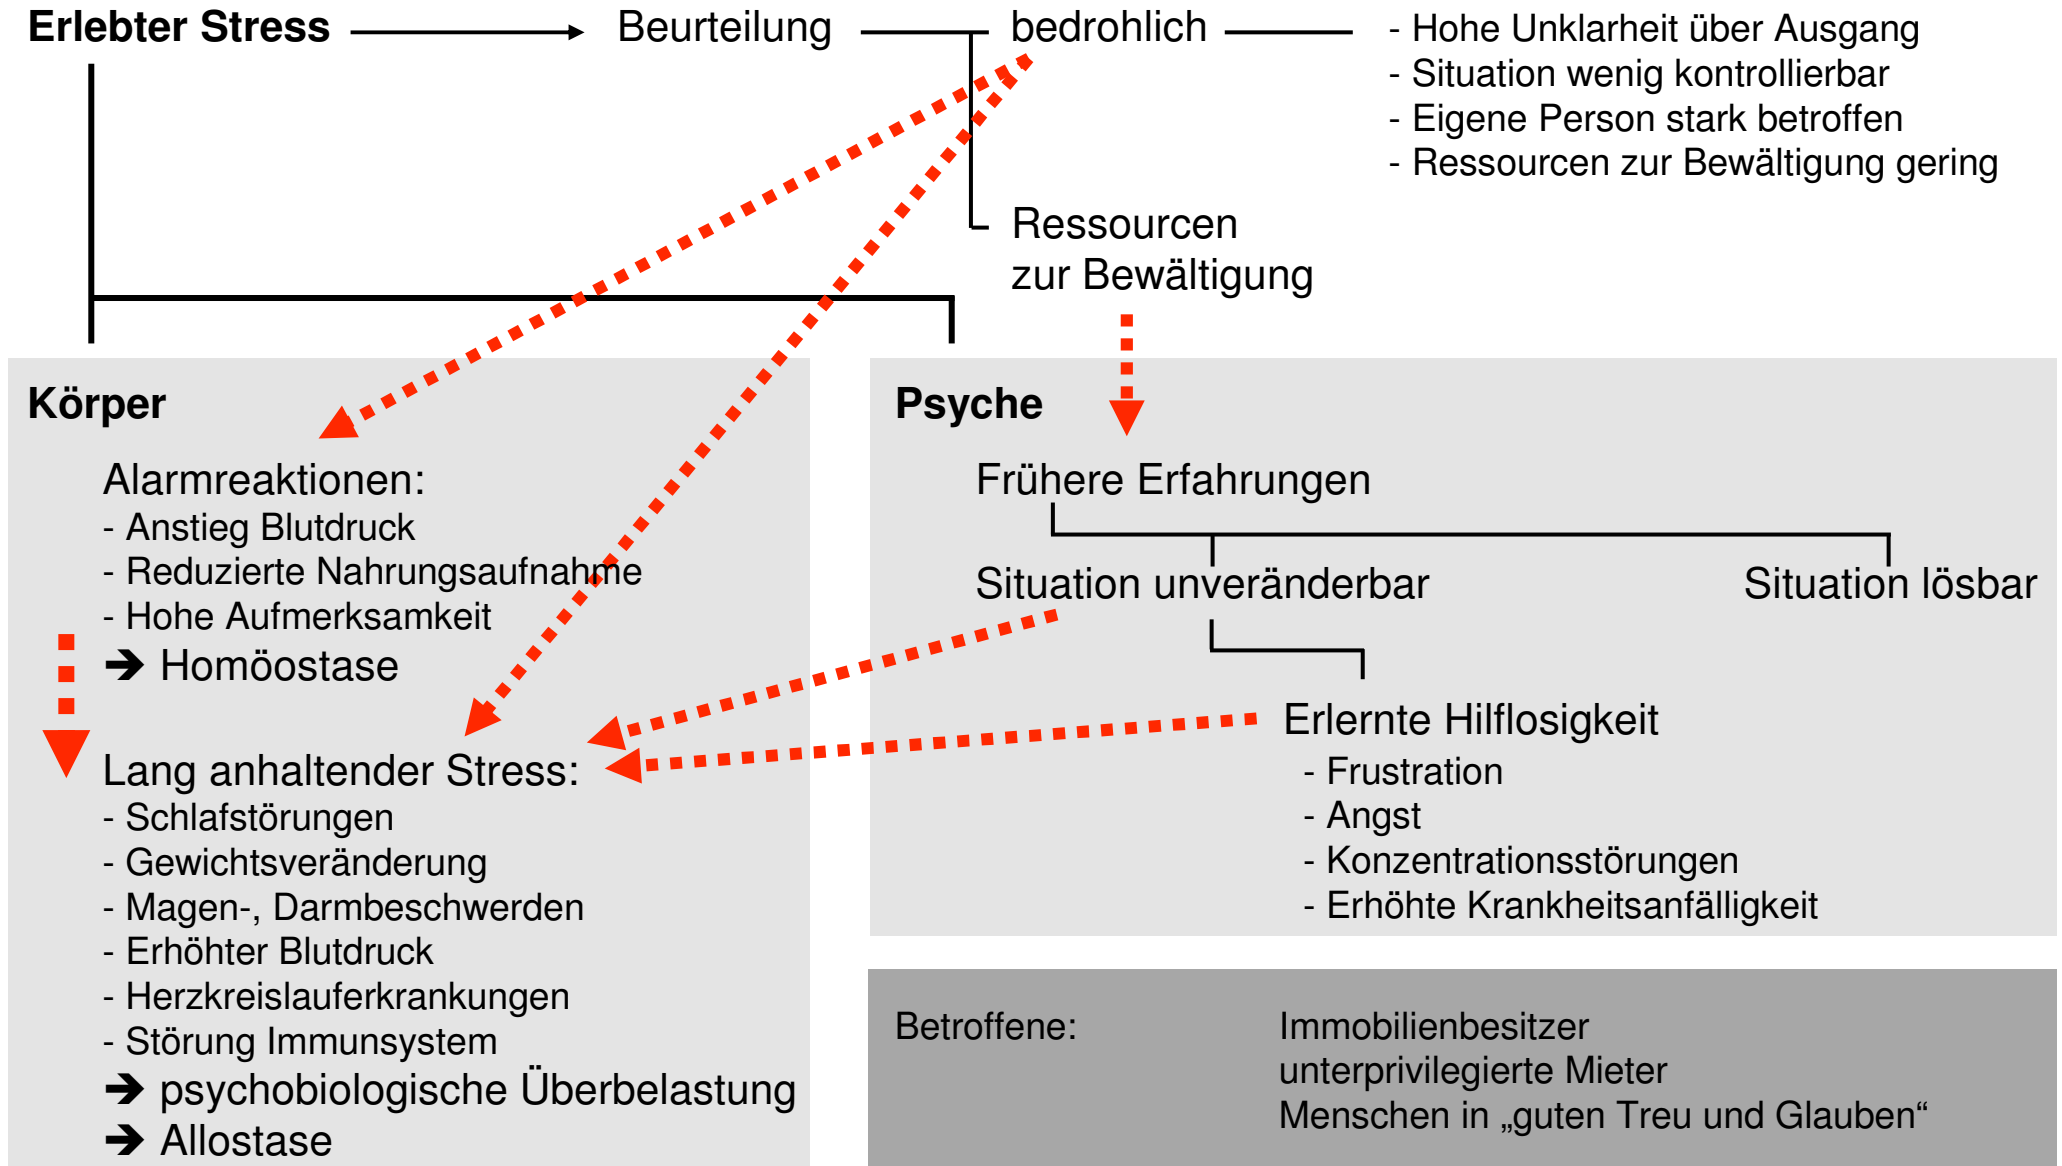 Erlebter Stress
Beurteilung
bedrohlich
- Hohe Unklarheit über Ausgang
- Situation wenig kontrollierbar
- Eigene Person stark betroffen
- Ressourcen zur Bewältigung gering
Ressourcen
zur Bewältigung
Körper
Alarmreaktionen:
- Anstieg Blutdruck
- Reduzierte Nahrungsaufnahme
- Hohe Aufmerksamkeit
➔ Homöostase
Lang anhaltender Stress:
- Schlafstörungen
- Gewichtsveränderung
- Magen-, Darmbeschwerden
- Erhöhter Blutdruck
- Herzkreislauferkrankungen
- Störung Immunsystem
➔ psychobiologische Überbelastung
➔ Allostase
Psyche
Frühere Erfahrungen
Situation unveränderbar
Situation lösbar
Erlernte Hilflosigkeit
- Frustration
- Angst
- Konzentrationsstörungen
- Erhöhte Krankheitsanfälligkeit
Betroffene:
Immobilienbesitzer
unterprivilegierte Mieter
Menschen in „guten Treu und Glauben“